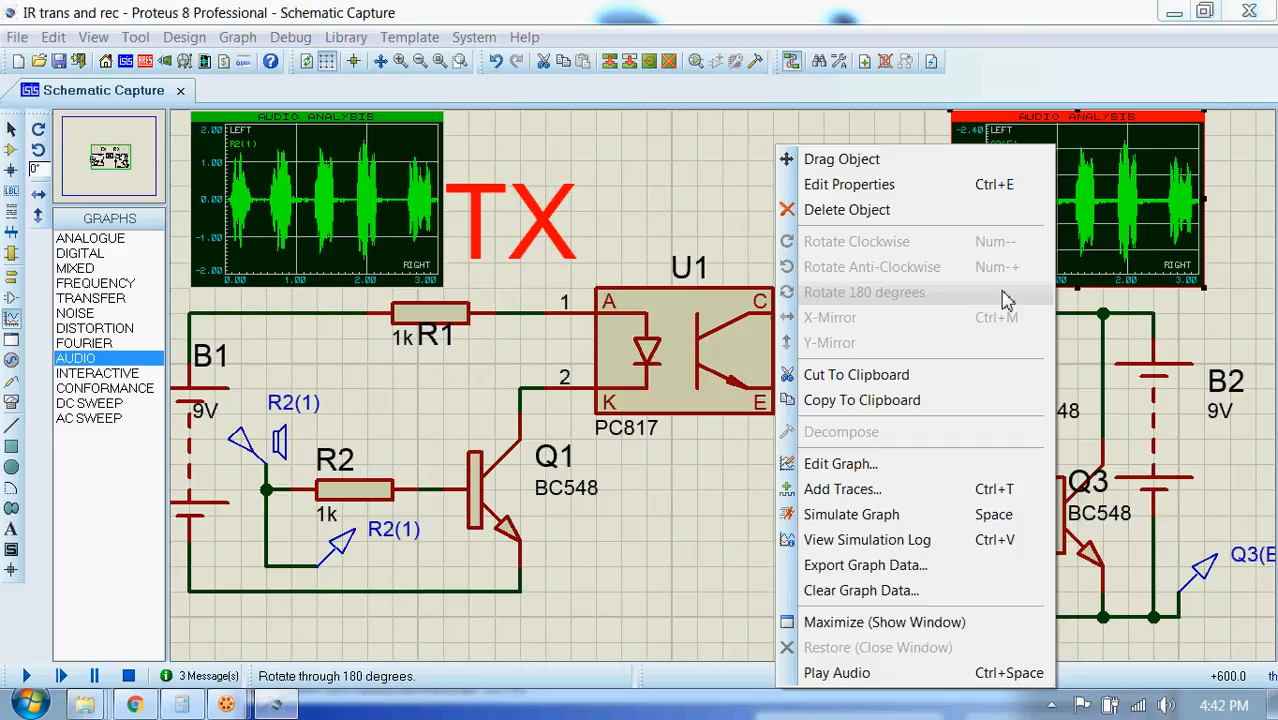 IR trans and rec - Proteus 8 Professional - Schematic Capture
File Edit View Tool Design Graph Debug Library Template System Help
Schematic Capture
0°
LBL
GRAPHS
ANALOGUE
DIGITAL
MIXED
FREQUENCY
TRANSFER
NOISE
DISTORTION
FOURIER
AUDIO
INTERACTIVE
CONFORMANCE
DC SWEEP
AC SWEEP
AUDIO ANALYSIS
2.00 LEFT
R2(1)
1.00
0.00
-1.00
RIGHT
-2.00
0.00 1.00 2.00 3.00
TX
AUDIO ANALYSIS
-2.40 LEFT
RIGHT
2.00 3.00
U1
1
A
C
2
K
E
PC817
R1
1k
B1
9V
R2(1)
R2
1k
R2(1)
Q1
BC548
B2
9V
48
Q3
BC548
Q3(E
Drag Object
Edit Properties Ctrl+E
Delete Object
Rotate Clockwise Num--
Rotate Anti-Clockwise Num-+
Rotate 180 degrees
X-Mirror Ctrl+M
Y-Mirror
Cut To Clipboard
Copy To Clipboard
Decompose
Edit Graph...
Add Traces... Ctrl+T
Simulate Graph Space
View Simulation Log Ctrl+V
Export Graph Data...
Clear Graph Data...
Maximize (Show Window)
Restore (Close Window)
Play Audio Ctrl+Space
3 Message(s) Rotate through 180 degrees. +600.0 th
4:42 PM